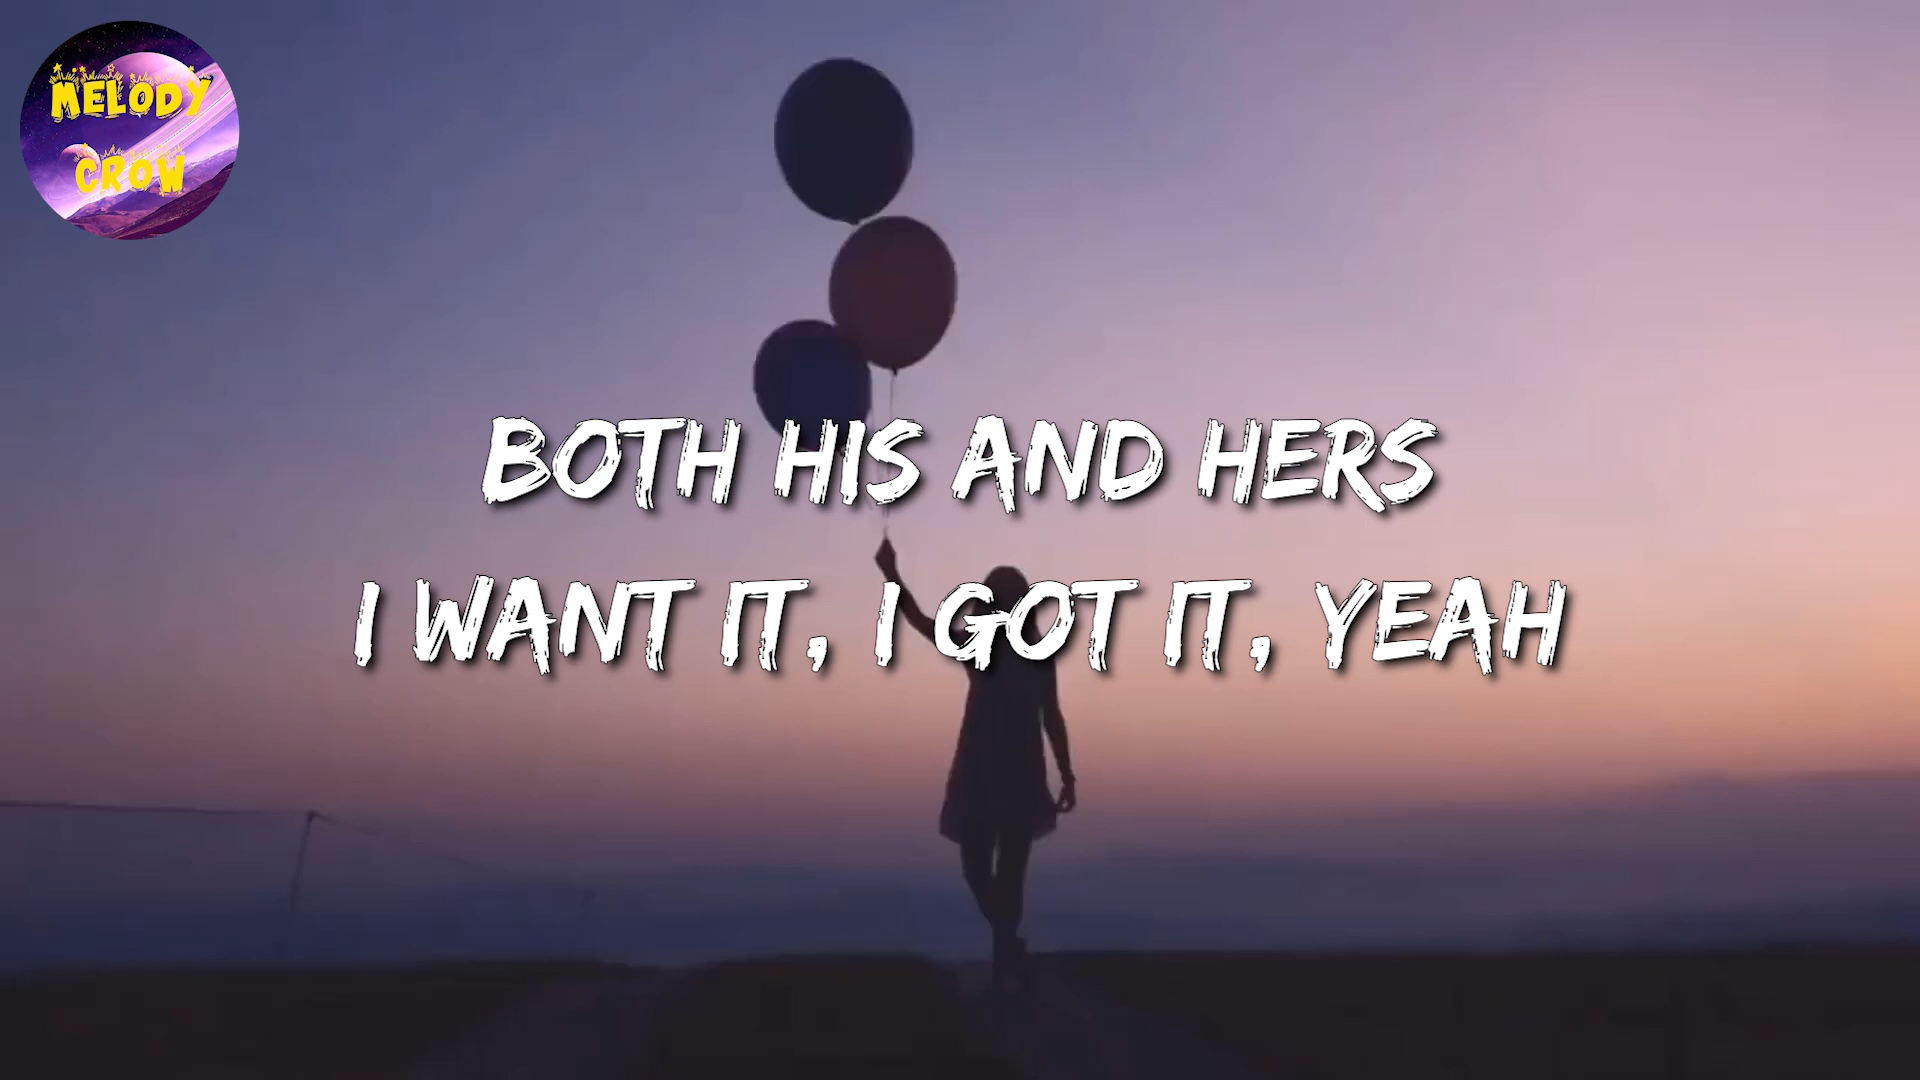 MELODY
CROW
BOTH HIS AND HERS
I WANT IT, I GOT IT, YEAH